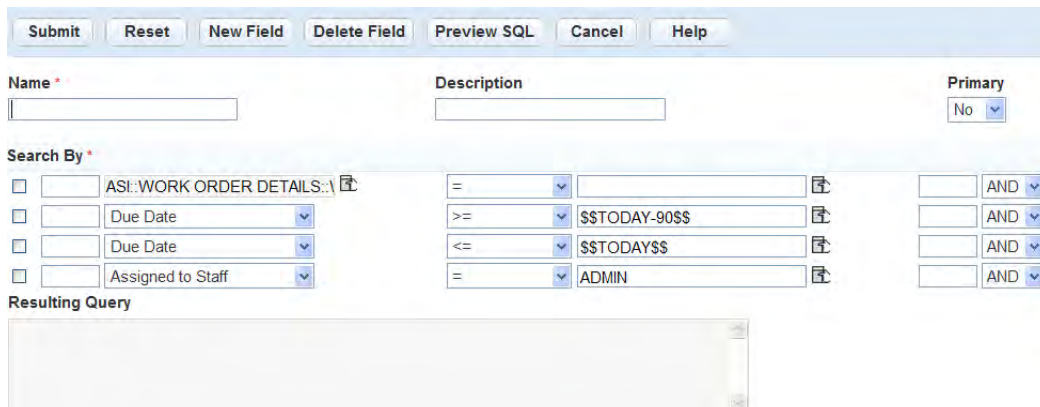 Submit Reset New Field Delete Field Preview SQL Cancel Help
Name * Description Primary
No
Search By *
ASI::WORK ORDER DETAILS::\ = AND
Due Date >= $$TODAY-90$$ AND
Due Date <= $$TODAY$$ AND
Assigned to Staff = ADMIN AND
Resulting Query